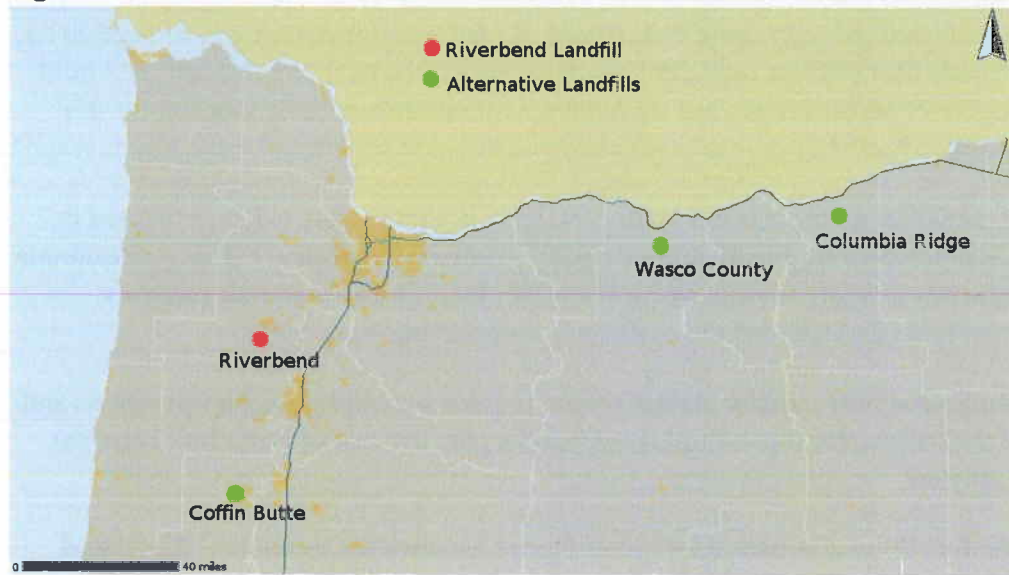 Riverbend Landfill
Alternative Landfills
Columbia Ridge
Wasco County
Riverbend
Coffin Butte
0 40 miles